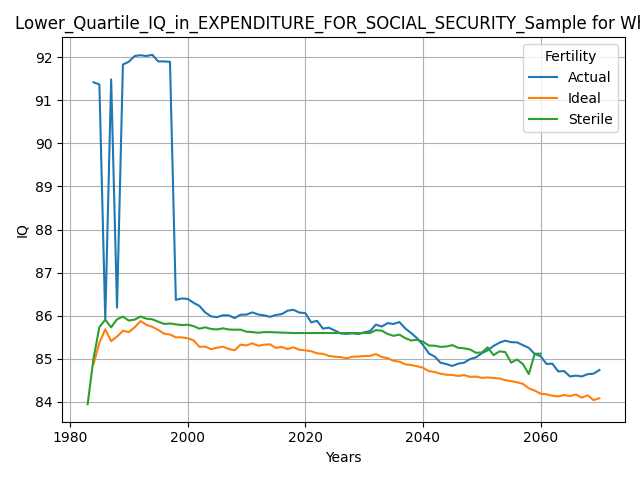 Lower_Quartile_IQ_in_EXPENDITURE_FOR_SOCIAL_SECURITY_Sample for Wh
Fertility
Actual
Ideal
Sterile
92
91
90
89
88
87
86
85
84
IQ
1980
2000
2020
2040
2060
Years